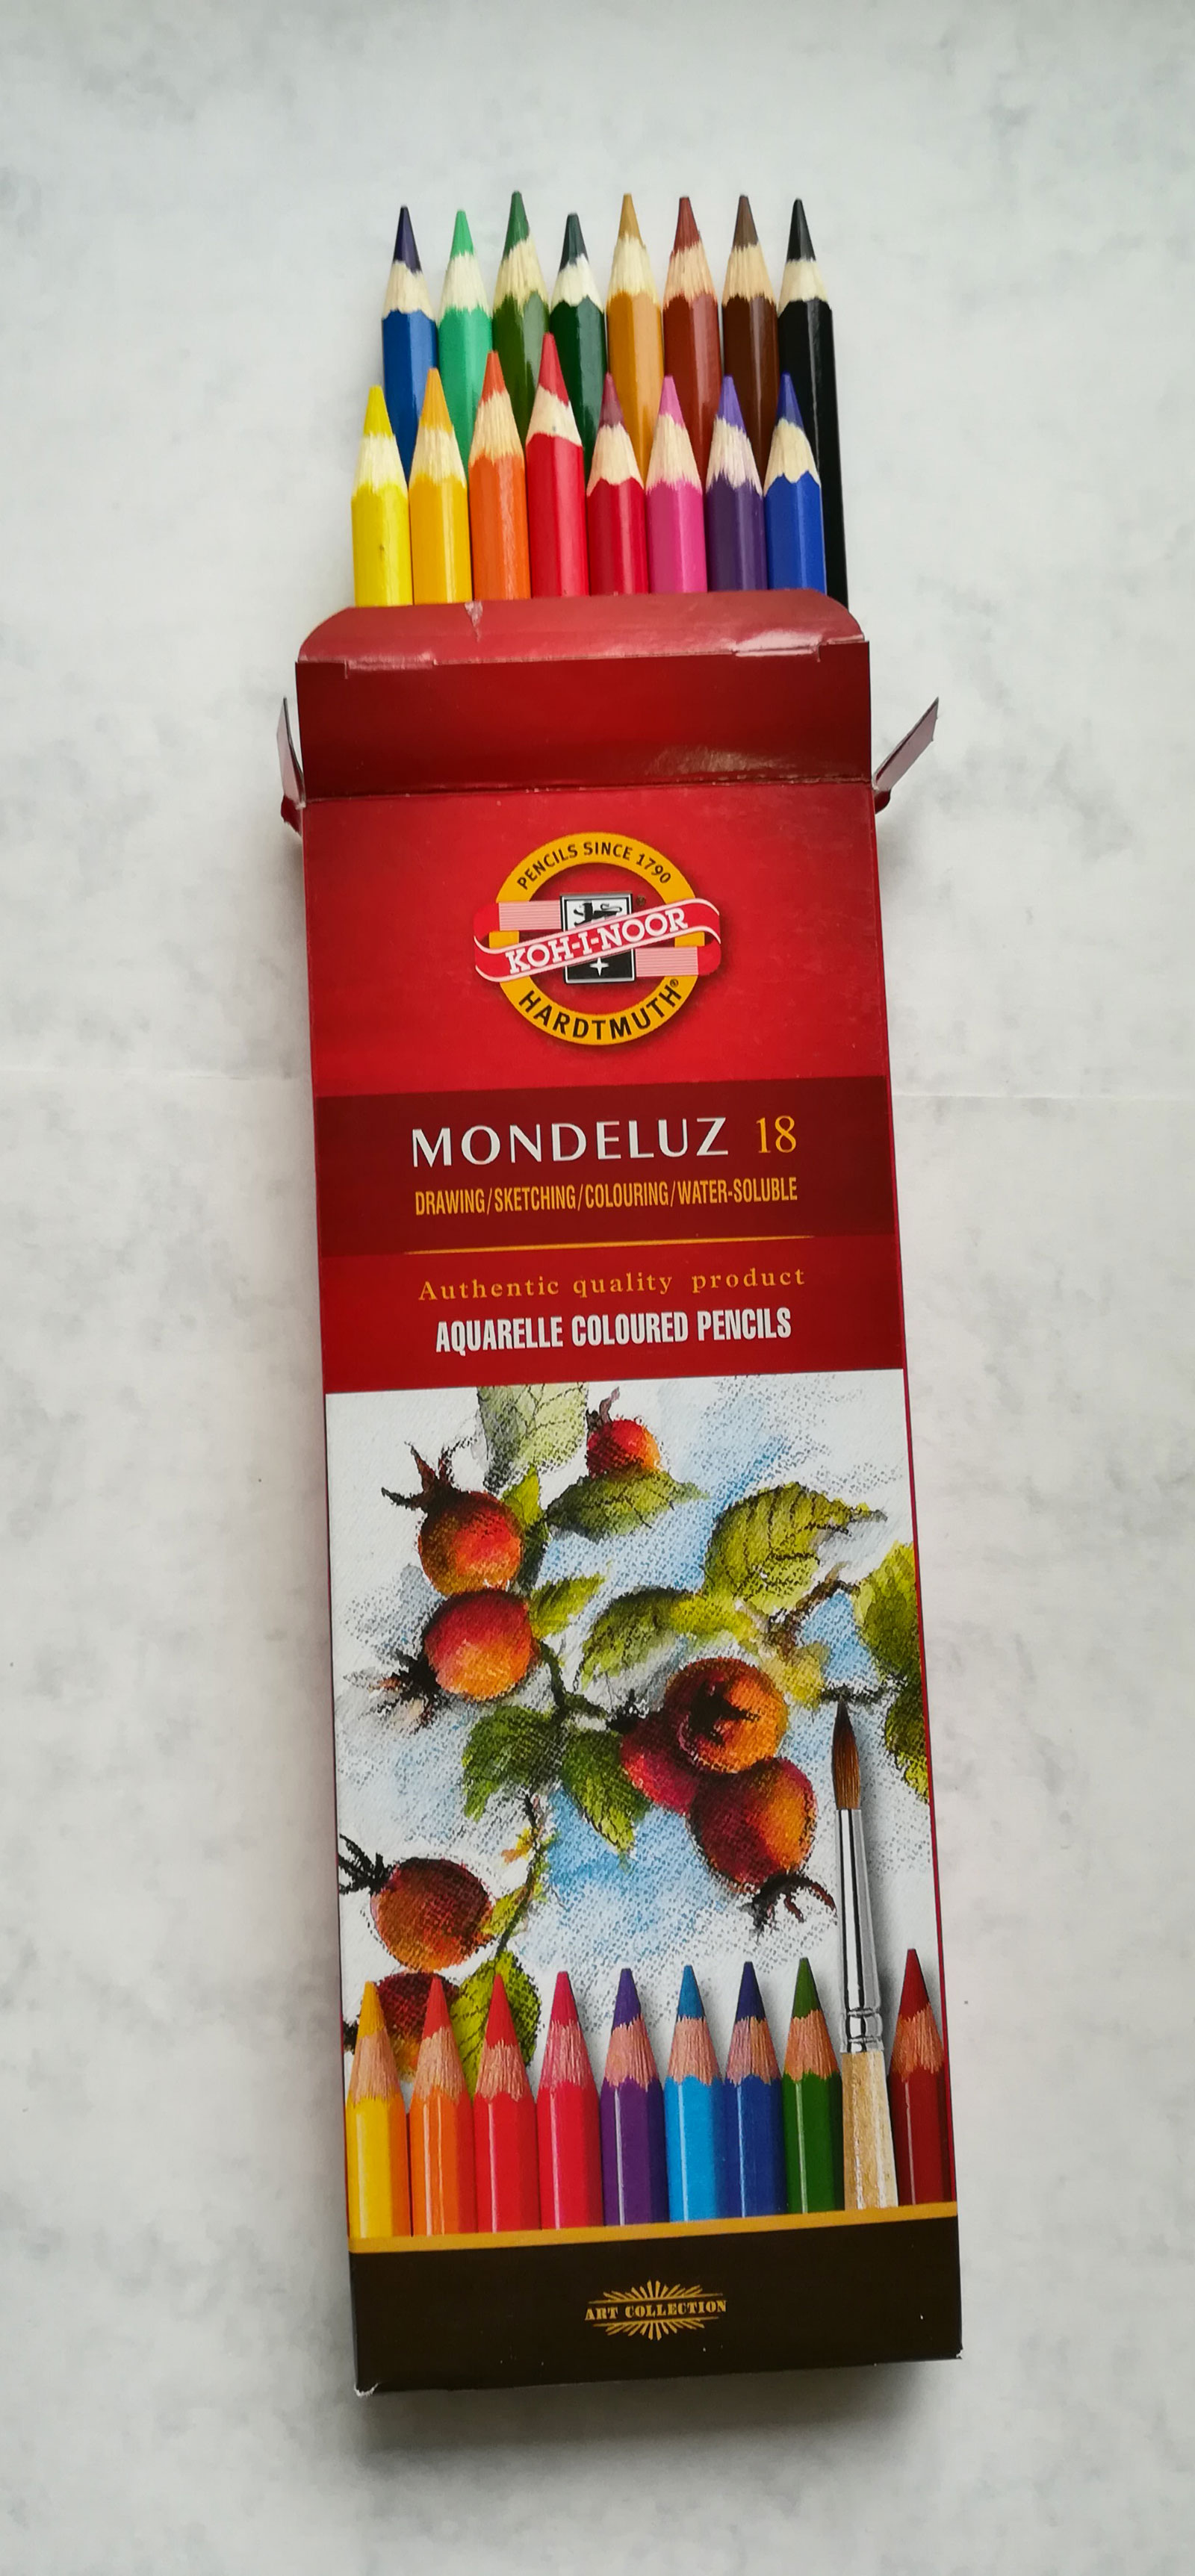 PENCILS SINCE 1790
KOH-I-NOOR
HARDTMUTH®
MONDELUZ 18
DRAWING/SKETCHING/COLOURING/WATER-SOLUBLE
Authentic quality product
AQUARELLE COLOURED PENCILS
ART COLLECTION